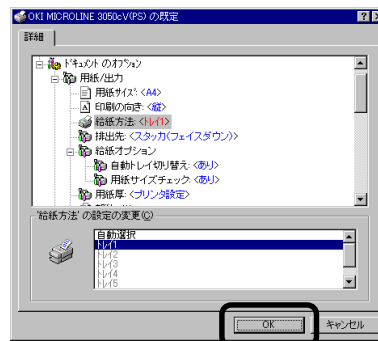 OKI MICROLINE 3050cV(PS) の既定
詳細
ﾄﾞｷｭﾒﾝﾄ のｵﾌﾟｼｮﾝ
用紙/出力
用紙ｻｲｽﾞ: <A4>
印刷の向き: <縦>
給紙方法: <ﾄﾚｲ1>
排出先: <スタッカ(フェイスダウン)>
給紙オプション
自動トレイ切り替え: <あり>
用紙サイズチェック: <あり>
用紙厚: <プリンタ設定>
'給紙方法' の設定の変更(C)
自動選択
ﾄﾚｲ1
ﾄﾚｲ2
ﾄﾚｲ3
ﾄﾚｲ4
ﾄﾚｲ5
OK
キャンセル